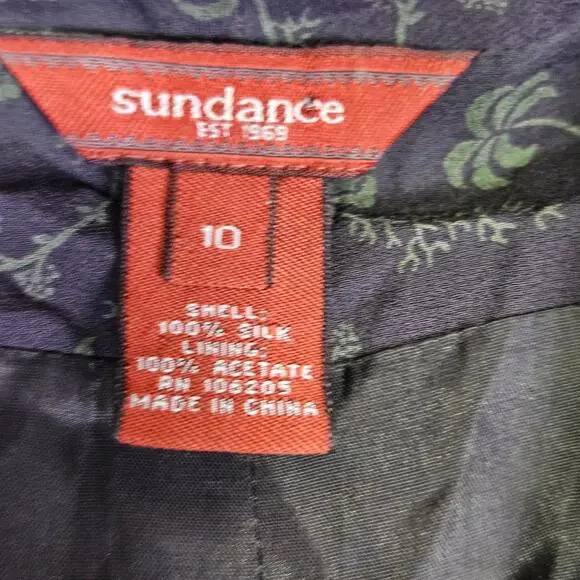 sundance
EST 1969
10
SHELL:
100% SILK
LINING:
100% ACETATE
RN 106205
MADE IN CHINA